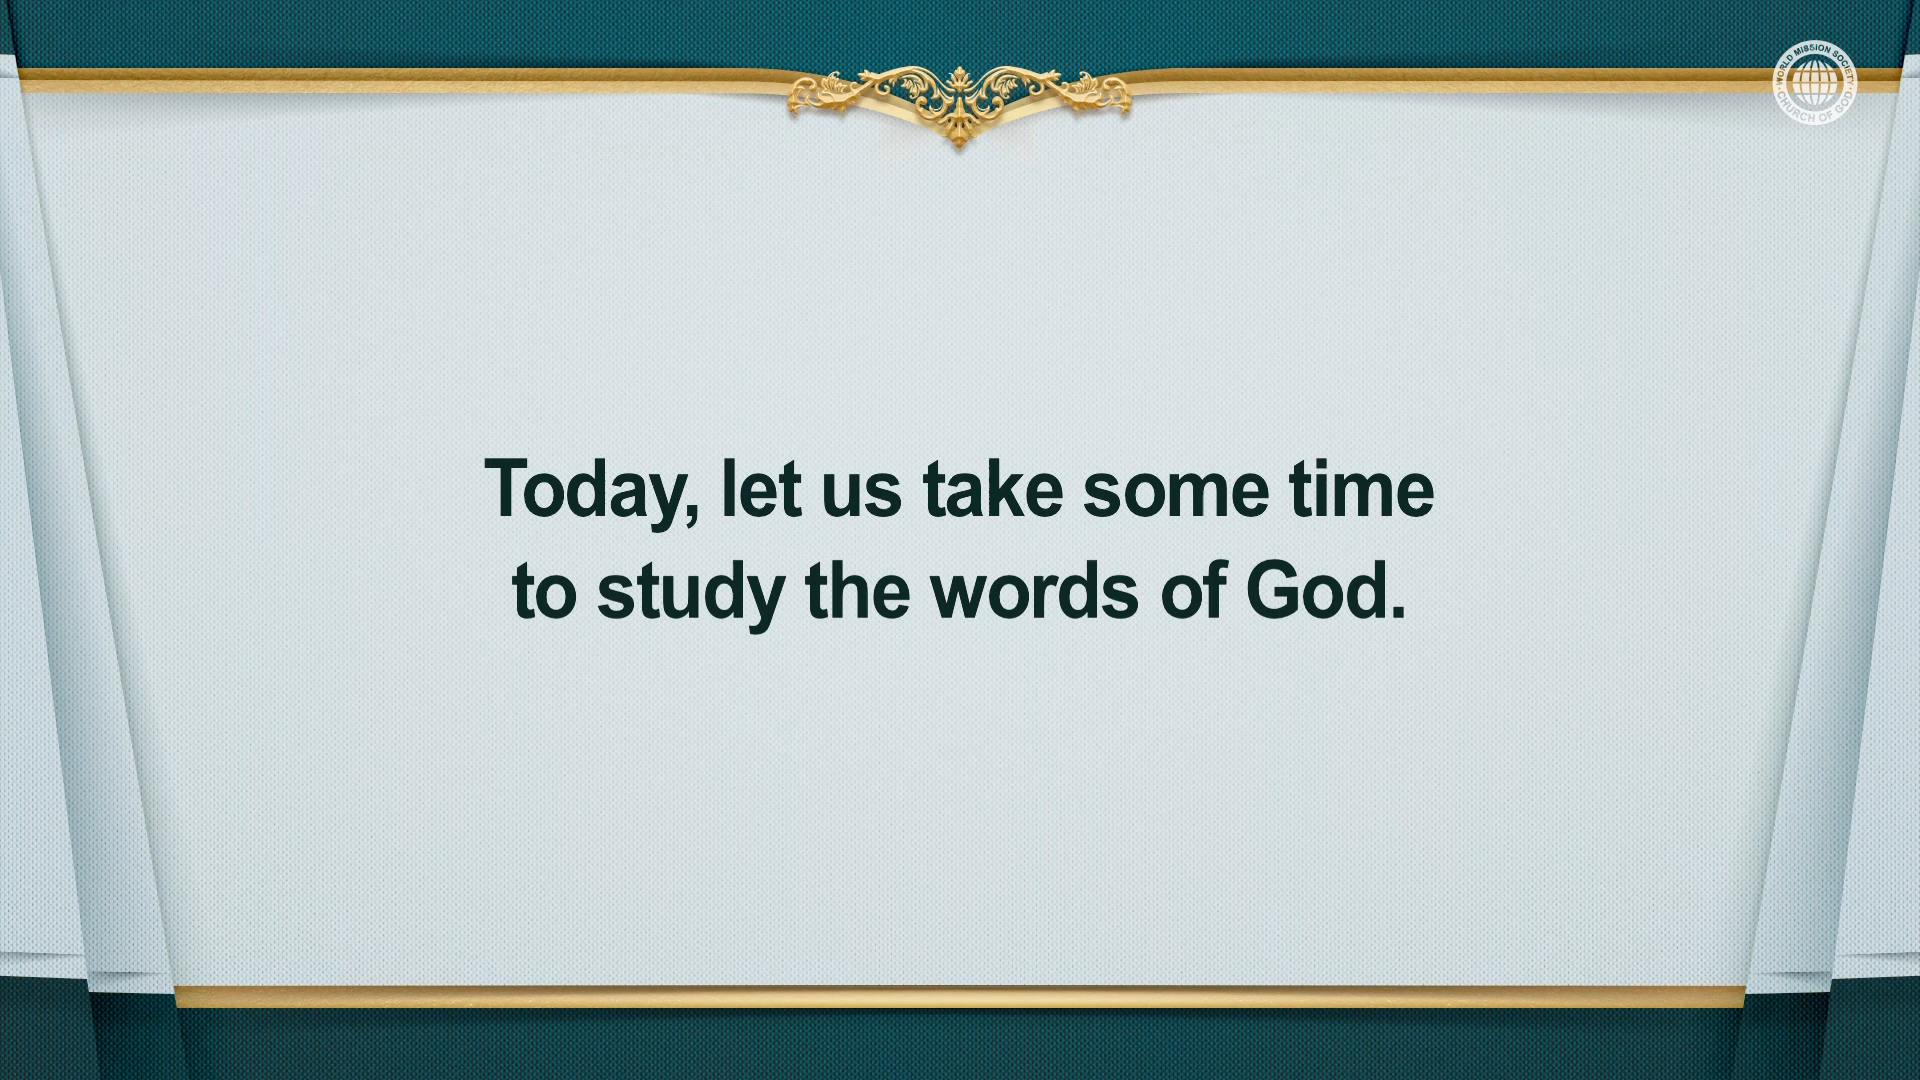 WORLD MISSION SOCIETY
CHURCH OF GOD
Today, let us take some time
to study the words of God.